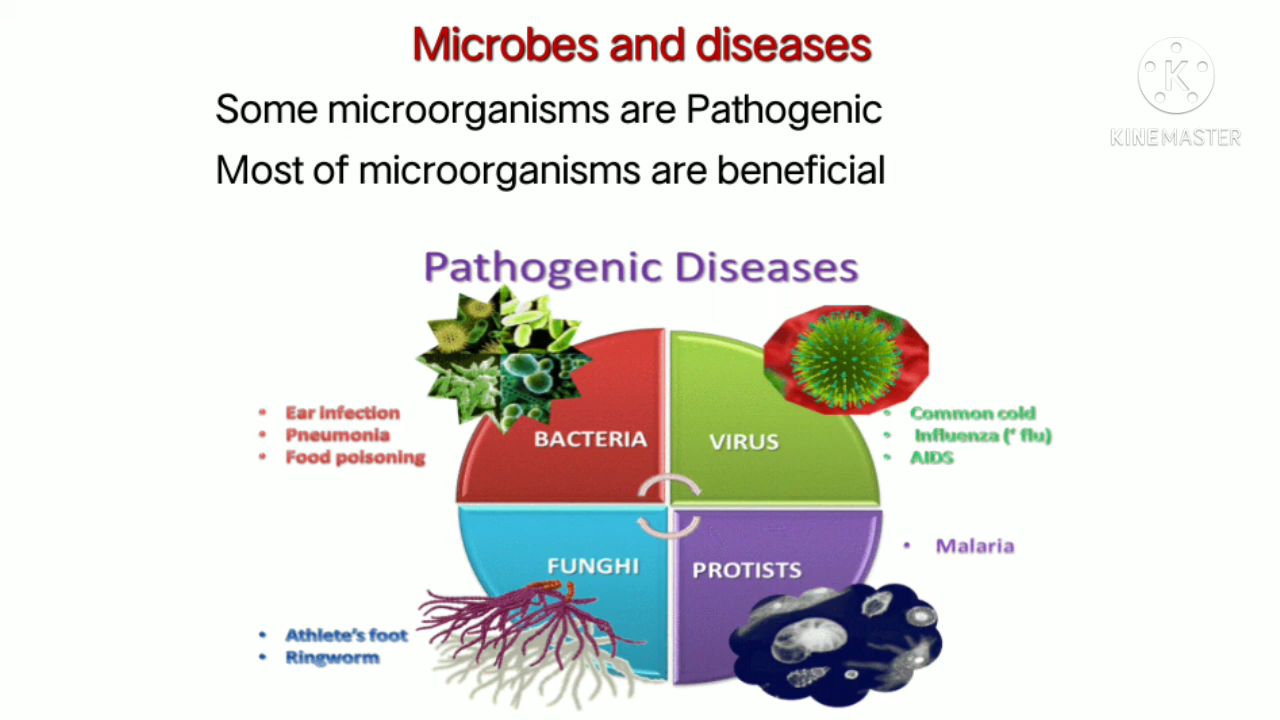 Microbes and diseases
Some microorganisms are Pathogenic
Most of microorganisms are beneficial
KINEMASTER
Pathogenic Diseases
• Ear infection
• Pneumonia
• Food poisoning
BACTERIA
VIRUS
• Common cold
• Influenza (‘ flu)
• AIDS
FUNGHI
PROTISTS
• Malaria
• Athlete’s foot
• Ringworm